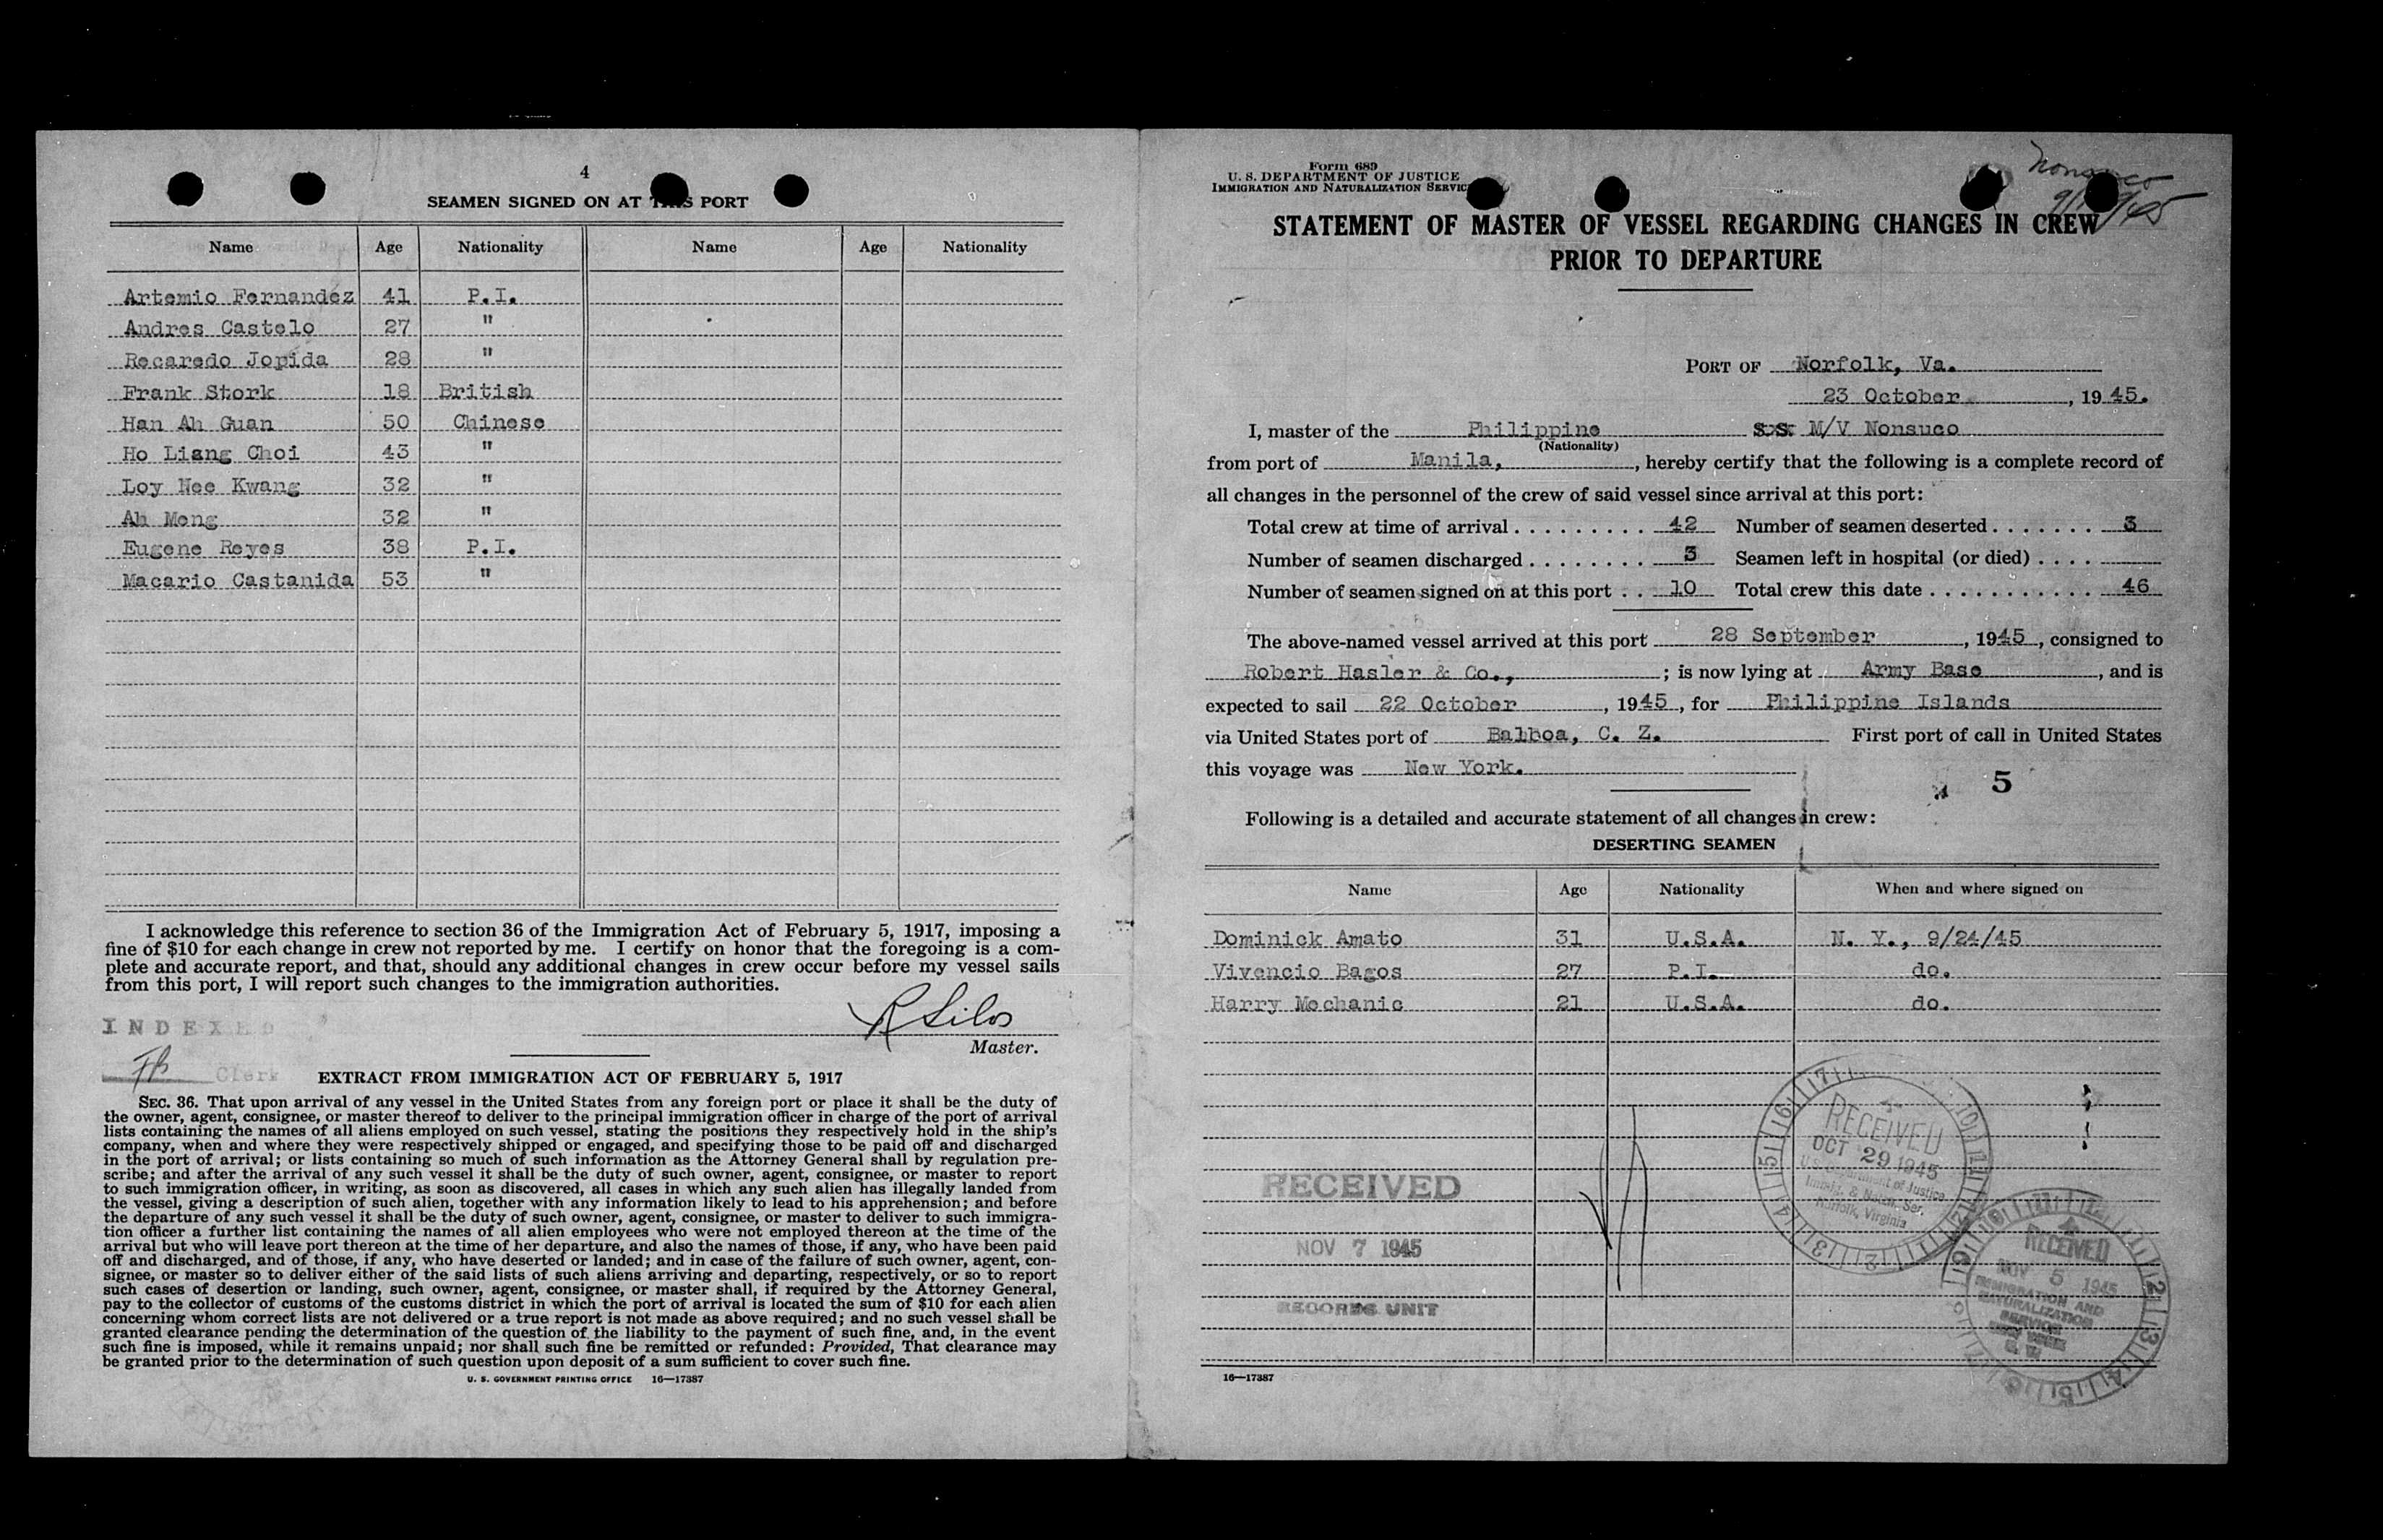 4
SEAMEN SIGNED ON AT THIS PORT
Name Age Nationality Name Age Nationality
Artemio Fernandez 41 P.I.
Andres Castelo 27 "
Recaredo Jopida 28 "
Frank Stork 18 British
Han Ah Guan 50 Chinese
Ho Liang Choi 43 "
Loy Nee Kwang 32 "
Ah Meng 32 "
Eugene Reyes 38 P.I.
Macario Castanida 53 "
I acknowledge this reference to section 36 of the Immigration Act of February 5, 1917, imposing a
fine of $10 for each change in crew not reported by me. I certify on honor that the foregoing is a com-
plete and accurate report, and that, should any additional changes in crew occur before my vessel sails
from this port, I will report such changes to the immigration authorities.
R Silos
Master.
INDEXED
Clerk
EXTRACT FROM IMMIGRATION ACT OF FEBRUARY 5, 1917
SEC. 36. That upon arrival of any vessel in the United States from any foreign port or place it shall be the duty of
the owner, agent, consignee, or master thereof to deliver to the principal immigration officer in charge of the port of arrival
lists containing the names of all aliens employed on such vessel, stating the positions they respectively hold in the ship's
company, when and where they were respectively shipped or engaged, and specifying those to be paid off and discharged
in the port of arrival; or lists containing so much of such information as the Attorney General shall by regulation pre-
scribe; and after the arrival of any such vessel it shall be the duty of such owner, agent, consignee, or master to report
to such immigration officer, in writing, as soon as discovered, all cases in which any such alien has illegally landed from
the vessel, giving a description of such alien, together with any information likely to lead to his apprehension; and before
the departure of any such vessel it shall be the duty of such owner, agent, consignee, or master to deliver to such immigra-
tion officer a further list containing the names of all alien employees who were not employed thereon at the time of the
arrival but who will leave port thereon at the time of her departure, and also the names of those, if any, who have been paid
off and discharged, and of those, if any, who have deserted or landed; and in case of the failure of such owner, agent, con-
signee, or master so to deliver either of the said lists of such aliens arriving and departing, respectively, or so to report
such cases of desertion or landing, such owner, agent, consignee, or master shall, if required by the Attorney General,
pay to the collector of customs of the customs district in which the port of arrival is located the sum of $10 for each alien
concerning whom correct lists are not delivered or a true report is not made as above required; and no such vessel shall be
granted clearance pending the determination of the question of the liability to the payment of such fine, and, in the event
such fine is imposed, while it remains unpaid; nor shall such fine be remitted or refunded: Provided, That clearance may
be granted prior to the determination of such question upon deposit of a sum sufficient to cover such fine.
U. S. GOVERNMENT PRINTING OFFICE 16—17387
Form 689
U. S. DEPARTMENT OF JUSTICE
IMMIGRATION AND NATURALIZATION SERVICE
Nonsuco
STATEMENT OF MASTER OF VESSEL REGARDING CHANGES IN CREW
PRIOR TO DEPARTURE
PORT OF Norfolk, Va.
23 October, 1945.
I, master of the Philippine S.S. M/V Nonsuco
(Nationality)
from port of Manila, , hereby certify that the following is a complete record of
all changes in the personnel of the crew of said vessel since arrival at this port:
Total crew at time of arrival . . . . . . . . . 42 Number of seamen deserted . . . . . . . 3
Number of seamen discharged . . . . . . . . 3 Seamen left in hospital (or died) . . . .
Number of seamen signed on at this port . . 10 Total crew this date . . . . . . . . . . . 46
The above-named vessel arrived at this port 28 September, 1945, consigned to
Robert Hasler & Co., ; is now lying at Army Base, and is
expected to sail 22 October, 1945, for Philippine Islands
via United States port of Balboa, C. Z. First port of call in United States
this voyage was New York.
5
Following is a detailed and accurate statement of all changes in crew:
DESERTING SEAMEN
Name Age Nationality When and where signed on
Dominick Amato 31 U.S.A. N. Y., 9/24/45
Vivencio Bagos 27 P.I. do.
Harry Mechanic 21 U.S.A. do.
RECEIVED
OCT 29 1945
U.S. Department of Justice
Immig. & Natzn. Ser.
Norfolk, Virginia
RECEIVED
NOV 7 1945
RECORDS UNIT
RECEIVED
NOV 5 1945
IMMIGRATION AND
NATURALIZATION
SERVICE
16—17387